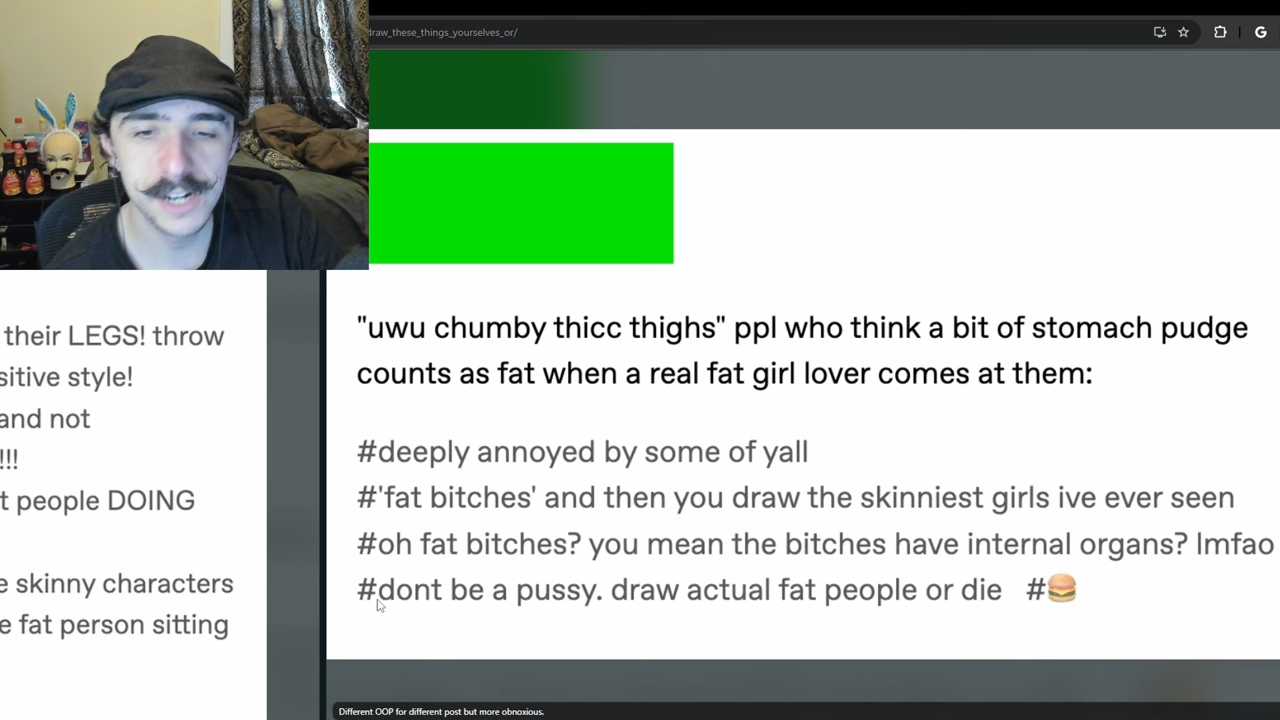 draw_these_things_yourselves_or/
their LEGS! throw
sitive style!
and not
!!!
t people DOING
e skinny characters
e fat person sitting
"uwu chumby thicc thighs" ppl who think a bit of stomach pudge
counts as fat when a real fat girl lover comes at them:
#deeply annoyed by some of yall
#'fat bitches' and then you draw the skinniest girls ive ever seen
#oh fat bitches? you mean the bitches have internal organs? lmfao
#dont be a pussy. draw actual fat people or die #🍔
Different OOP for different post but more obnoxious.